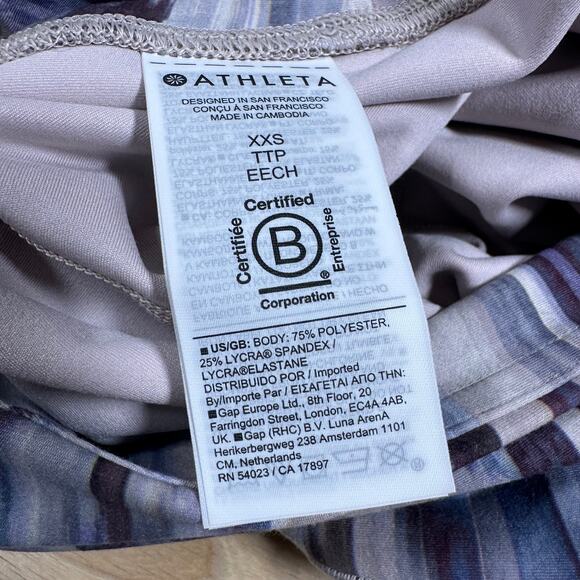 ATHLETA
DESIGNED IN SAN FRANCISCO
CONÇU À SAN FRANCISCO
MADE IN CAMBODIA
XXS
TTP
EECH
Certified
Certifiée
B
Entreprise
®
Corporation
US/GB: BODY: 75% POLYESTER,
25% LYCRA® SPANDEX /
LYCRA®ELASTANE
DISTRIBUIDO POR / Imported
By/Importe Par / ΕΙΣΑΓΕΤΑΙ ΑΠΟ ΤΗΝ:
Gap Europe Ltd., 8th Floor, 20
Farringdon Street, London, EC4A 4AB,
UK. Gap (RHC) B.V. Luna ArenA
Herikerbergweg 238 Amsterdam 1101
CM, Netherlands
RN 54023 / CA 17897